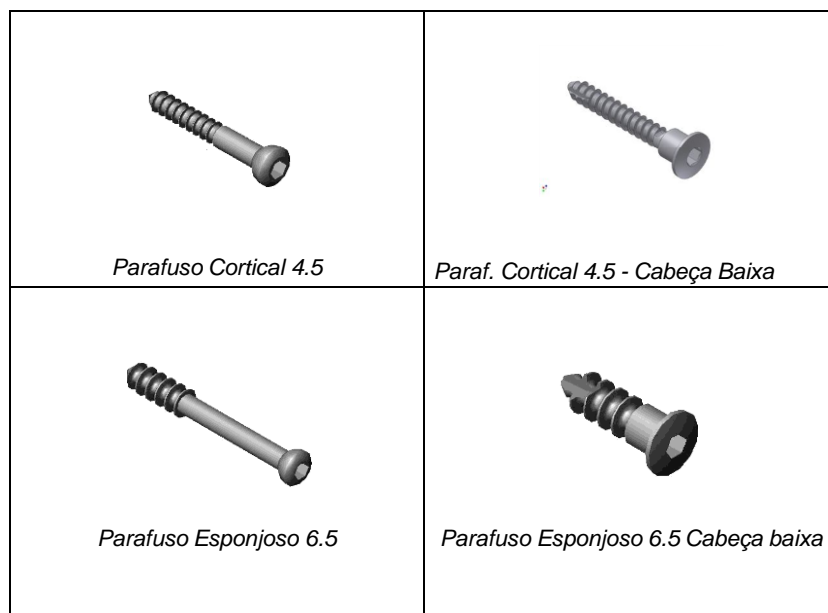 Parafuso Cortical 4.5
Paraf. Cortical 4.5 - Cabeça Baixa
Parafuso Esponjoso 6.5
Parafuso Esponjoso 6.5 Cabeça baixa